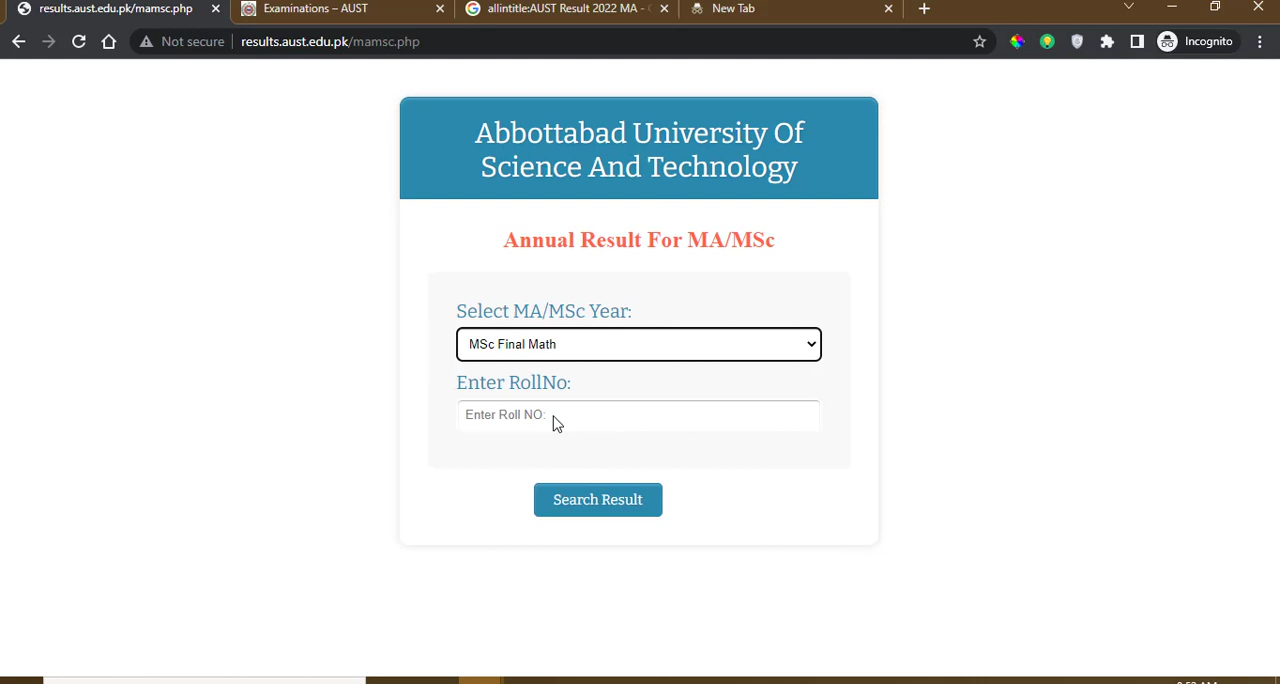 results.aust.edu.pk/mamsc.php
Examinations – AUST
allintitle:AUST Result 2022 MA -
New Tab
Not secure
results.aust.edu.pk/mamsc.php
Incognito
Abbottabad University Of
Science And Technology
Annual Result For MA/MSc
Select MA/MSc Year:
MSc Final Math
Enter RollNo:
Enter Roll NO:
Search Result